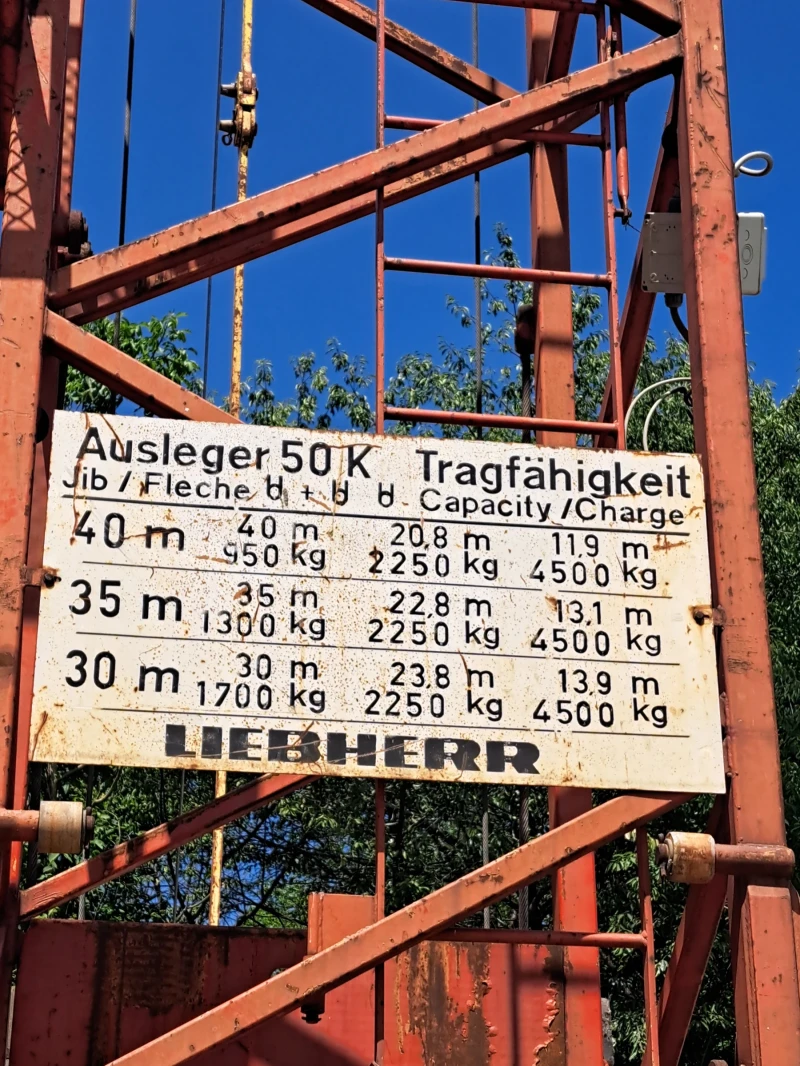 Ausleger 50 K Tragfähigkeit
Jib / Fleche + Capacity / Charge
40 m 40 m 20,8 m 11,9 m
950 kg 2250 kg 4500 kg
35 m 35 m 22,8 m 13,1 m
1300 kg 2250 kg 4500 kg
30 m 30 m 23,8 m 13,9 m
1700 kg 2250 kg 4500 kg
LIEBHERR